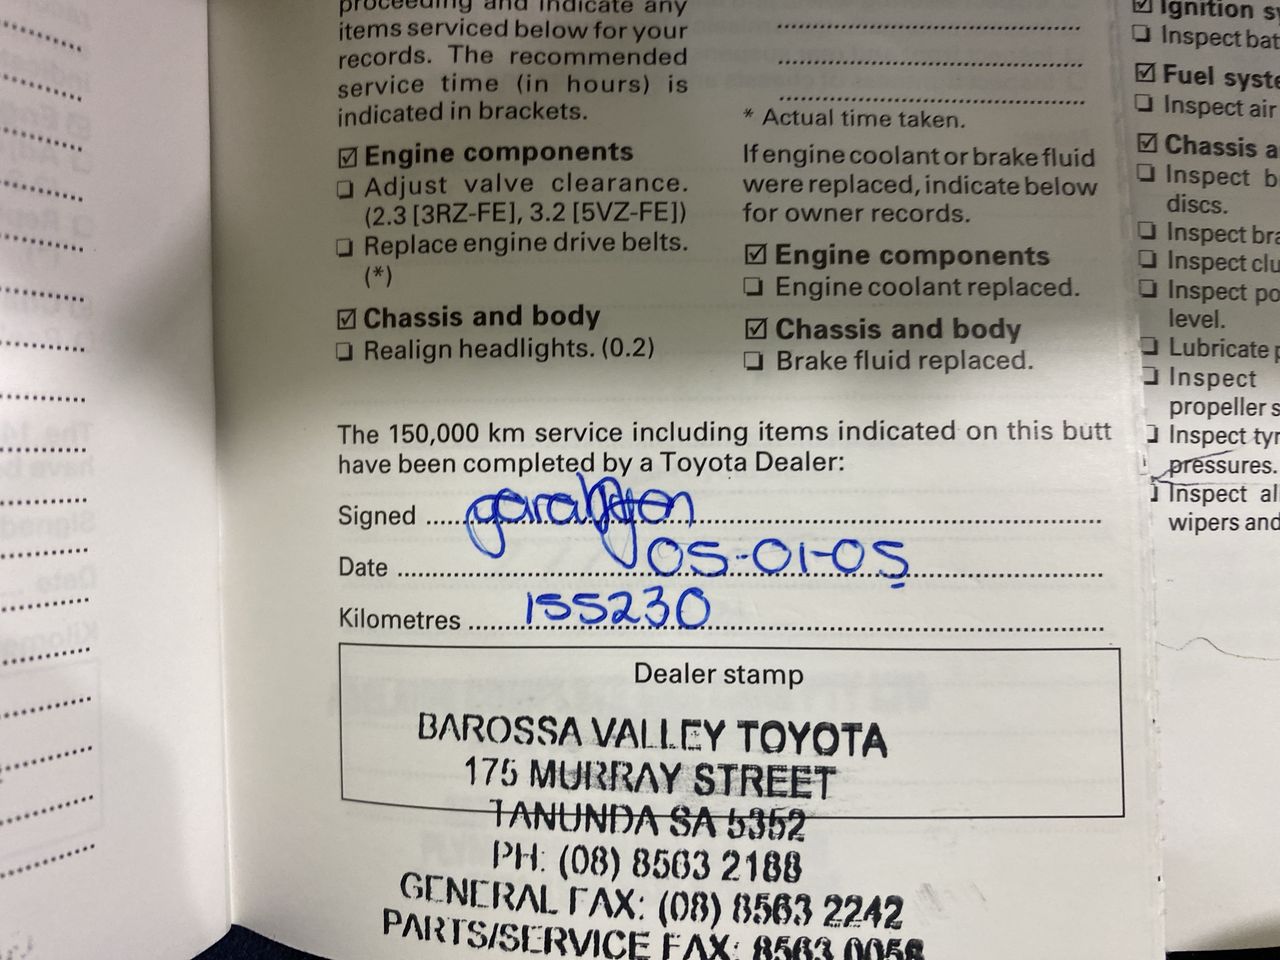 proceeding and indicate any
items serviced below for your
records. The recommended
service time (in hours) is
indicated in brackets.
☑ Engine components
❏ Adjust valve clearance.
(2.3 [3RZ-FE], 3.2 [5VZ-FE])
❏ Replace engine drive belts.
(*)
☑ Chassis and body
❏ Realign headlights. (0.2)
* Actual time taken.
If engine coolant or brake fluid
were replaced, indicate below
for owner records.
☑ Engine components
❏ Engine coolant replaced.
☑ Chassis and body
❏ Brake fluid replaced.
The 150,000 km service including items indicated on this butt
have been completed by a Toyota Dealer:
Signed
Date 05-01-05
Kilometres 155230
Dealer stamp
BAROSSA VALLEY TOYOTA
175 MURRAY STREET
TANUNDA SA 5352
PH: (08) 8563 2188
GENERAL FAX: (08) 8563 2242
PARTS/SERVICE FAX: 8563 0056
☑ Ignition
❏ Inspect
☑ Fuel
❏ Inspect air
☑ Chassis
❏ Inspect
discs.
❏ Inspect
❏ Inspect
❏ Inspect
level.
❏ Lubricate
❏ Inspect
propeller
❏ Inspect
pressures.
❏ Inspect
wipers and